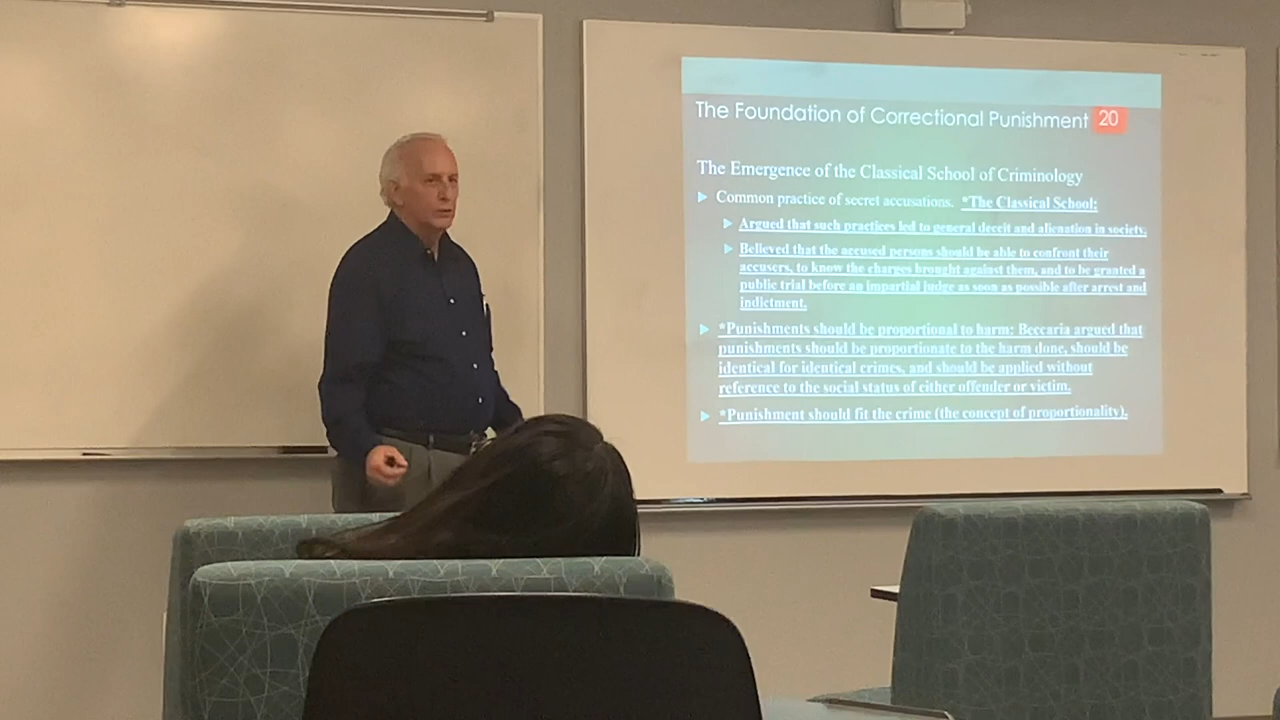 The Foundation of Correctional Punishment 20
The Emergence of the Classical School of Criminology
Common practice of secret accusations. *The Classical School:
Argued that such practices led to general deceit and alienation in society.
Believed that the accused persons should be able to confront their
accusers, to know the charges brought against them, and to be granted a
public trial before an impartial judge as soon as possible after arrest and
indictment.
*Punishments should be proportional to harm: Beccaria argued that
punishments should be proportionate to the harm done, should be
identical for identical crimes, and should be applied without
reference to the social status of either offender or victim.
*Punishment should fit the crime (the concept of proportionality).